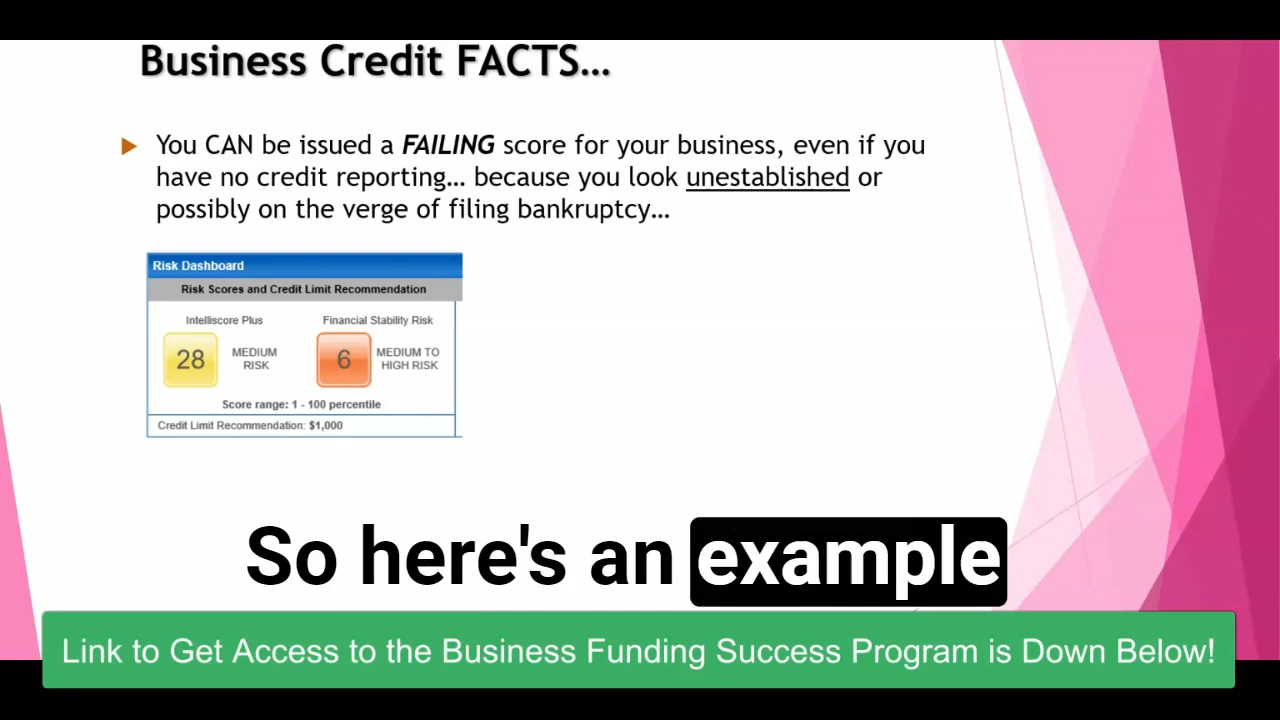 Business Credit FACTS...
You CAN be issued a FAILING score for your business, even if you
have no credit reporting... because you look unestablished or
possibly on the verge of filing bankruptcy...
Risk Dashboard
Risk Scores and Credit Limit Recommendation
Intelliscore Plus
Financial Stability Risk
28
MEDIUM
RISK
6
MEDIUM TO
HIGH RISK
Score range: 1 - 100 percentile
Credit Limit Recommendation: $1,000
So here's an example
Link to Get Access to the Business Funding Success Program is Down Below!